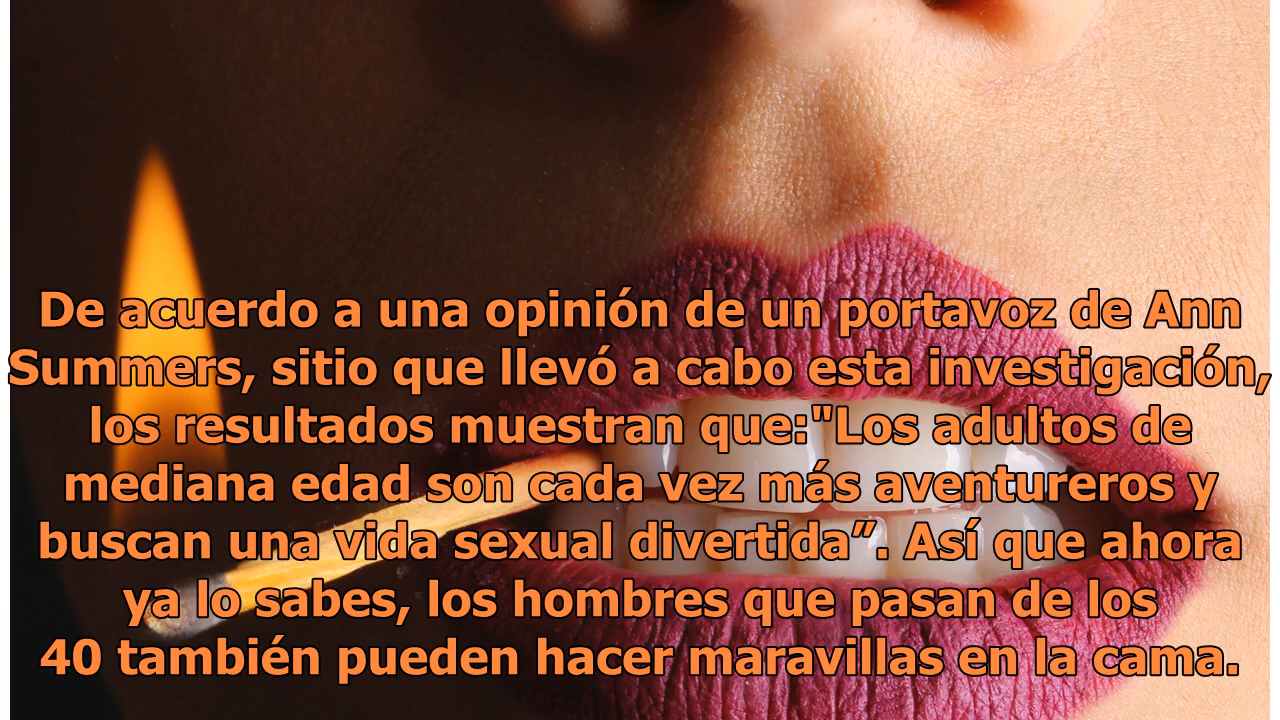 De acuerdo a una opinión de un portavoz de Ann
Summers, sitio que llevó a cabo esta investigación,
los resultados muestran que:"Los adultos de
mediana edad son cada vez más aventureros y
buscan una vida sexual divertida”. Así que ahora
ya lo sabes, los hombres que pasan de los
40 también pueden hacer maravillas en la cama.